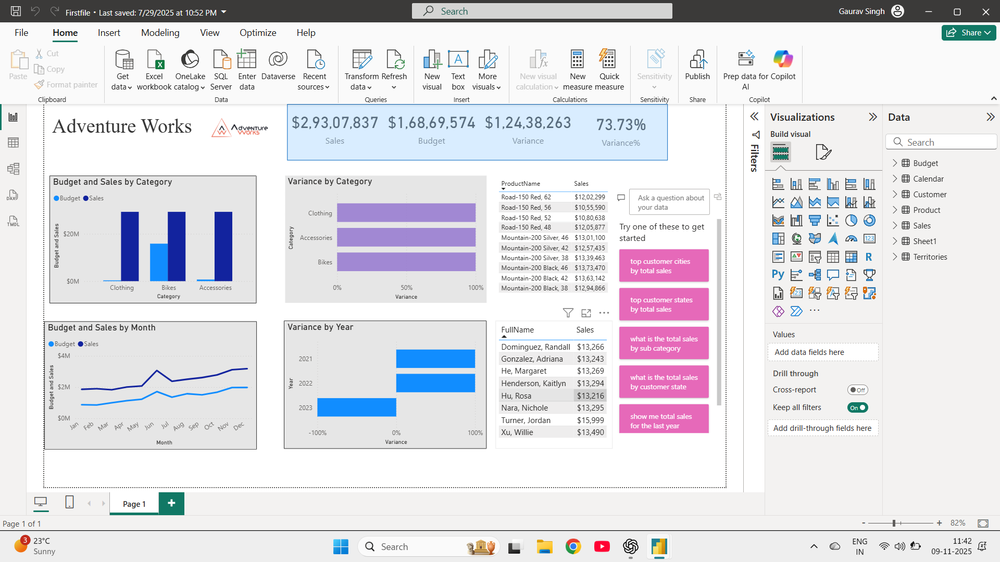 Firstfile • Last saved: 7/29/2025 at 10:52 PM
Search
Gaurav Singh
File
Home
Insert
Modeling
View
Optimize
Help
Share
Paste
Cut
Copy
Format painter
Clipboard
Get data
Excel workbook
OneLake catalog
SQL Server
Enter data
Dataverse
Recent sources
Data
Transform data
Refresh
Queries
New visual
Text box
More visuals
Insert
New visual calculation
New measure
Quick measure
Calculations
Sensitivity
Sensitivity
Publish
Share
Prep data for AI
Copilot
Copilot
Adventure Works
Adventure
Works
$2,93,07,837
Sales
$1,68,69,574
Budget
$1,24,38,263
Variance
73.73%
Variance%
Budget and Sales by Category
Budget Sales
Budget and Sales
$20M
$0M
Clothing
Bikes
Accessories
Category
Variance by Category
Category
Clothing
Accessories
Bikes
0%
50%
100%
Variance
ProductName Sales
Road-150 Red, 62 $12,02,299
Road-150 Red, 56 $10,55,590
Road-150 Red, 52 $10,80,638
Road-150 Red, 48 $12,05,877
Mountain-200 Silver, 46 $13,01,100
Mountain-200 Silver, 42 $12,57,435
Mountain-200 Silver, 38 $13,39,463
Mountain-200 Black, 46 $13,73,470
Mountain-200 Black, 42 $13,63,142
Mountain-200 Black, 38 $12,94,866
Ask a question about
your data
Try one of these to get
started
top customer cities
by total sales
top customer states
by total sales
what is the total sales
by sub category
what is the total sales
by customer state
show me total sales
for the last year
Budget and Sales by Month
Budget Sales
Budget and Sales
$4M
$2M
$0M
Jan
Feb
Mar
Apr
May
Jun
Jul
Aug
Sep
Oct
Nov
Dec
Month
Variance by Year
Year
2021
2022
2023
-100%
0%
100%
Variance
FullName Sales
Dominguez, Randall $13,266
Gonzalez, Adriana $13,243
He, Margaret $13,269
Henderson, Kaitlyn $13,294
Hu, Rosa $13,216
Nara, Nichole $13,295
Turner, Jordan $15,999
Xu, Willie $13,490
Filters
Visualizations
Build visual
123
R
Py
123
Values
Add data fields here
Drill through
Cross-report
Off
Keep all filters
On
Add drill-through fields here
Data
Search
Budget
Calendar
Customer
Product
Sales
Sheet1
Territories
DAX
TMDL
Page 1
Page 1 of 1
82%
3
23°C
Sunny
Search
ENG
IN
11:42
09-11-2025